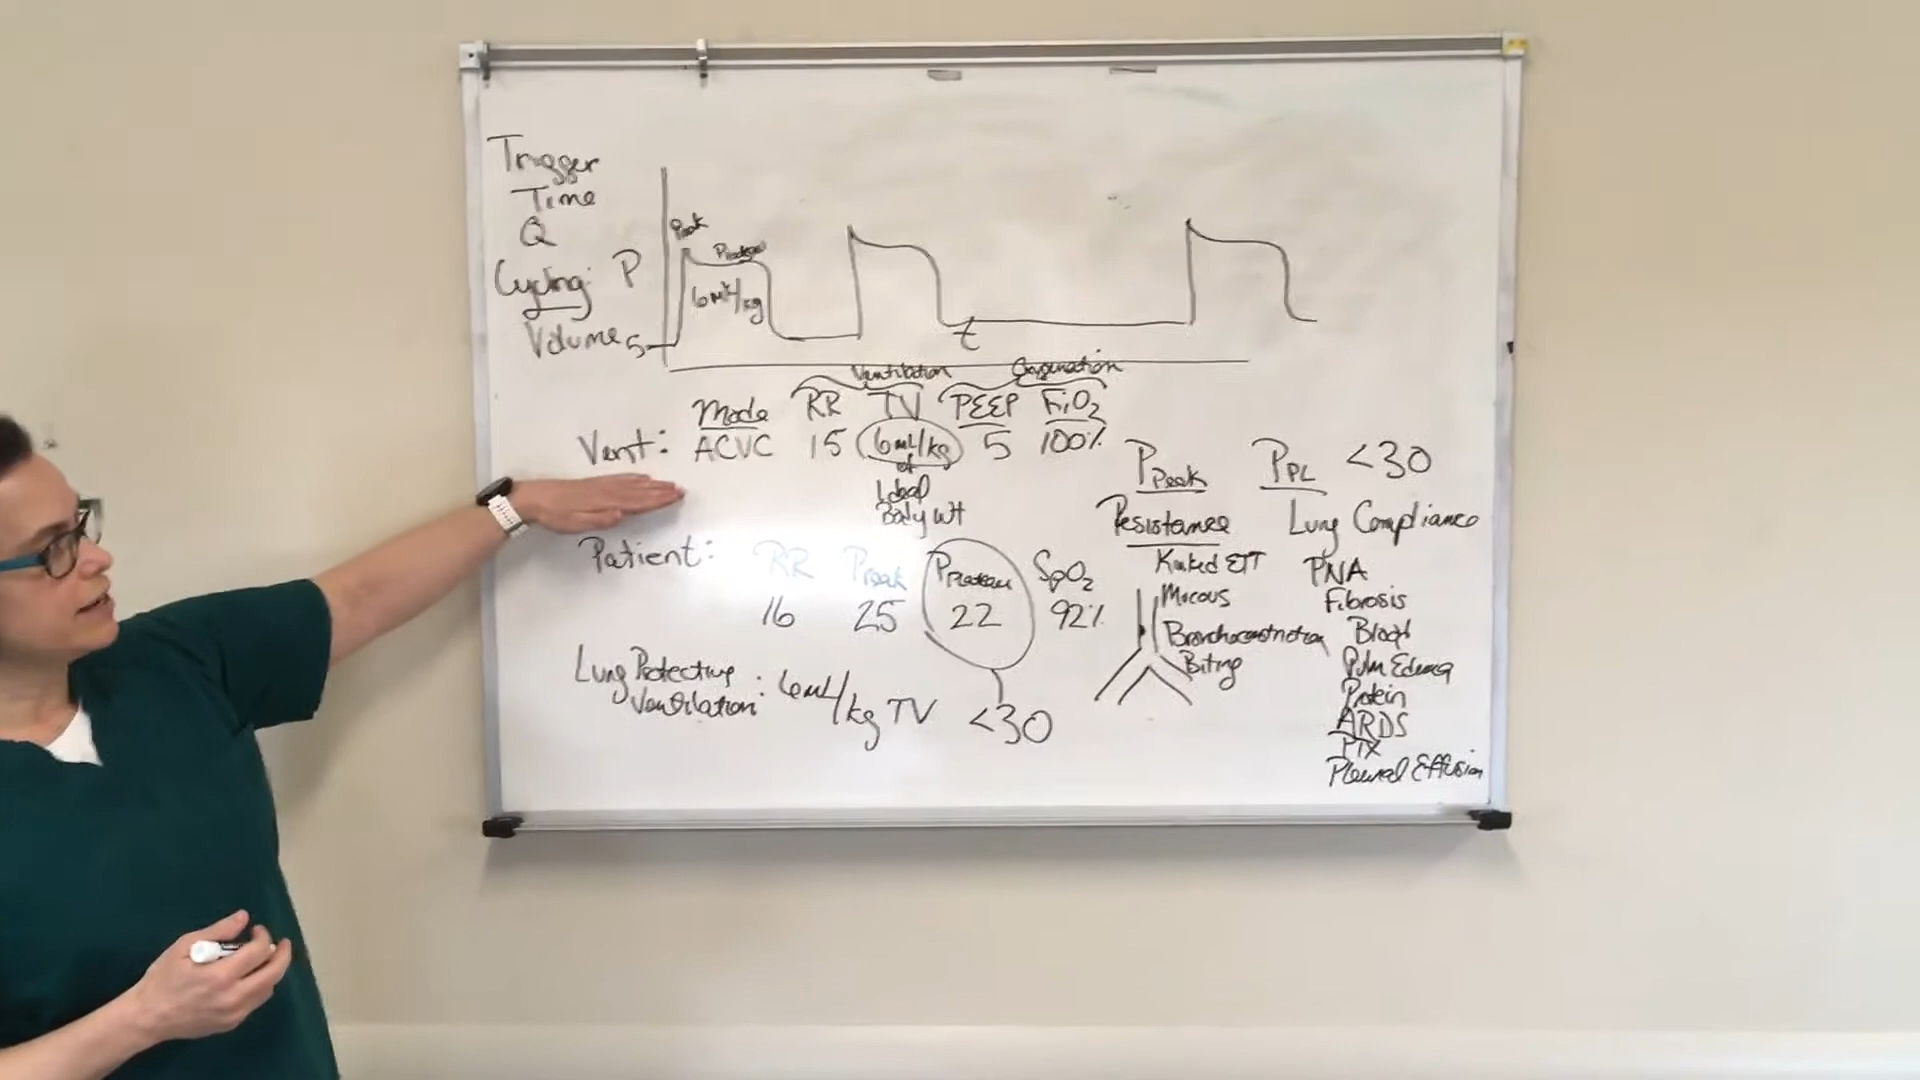 Trigger
Time
Q
Cycling:
Volume
P
5
Peak
Plateau
6mL/kg
t
Ventilation
Oxygenation
Mode RR TV PEEP FiO2
Vent: ACVC 15 6mL/kg 5 100%
of
Ideal
Body Wt
Patient: RR Ppeak Pplateau SpO2
16 25 22 92%
Lung Protective
Ventilation: 6mL/kg TV <30
Ppeak
Resistance
Kinked ETT
Mucous
Bronchoconstriction
Biting
PPL <30
Lung Compliance
PNA
Fibrosis
Blood
Pulm Edema
Protein
ARDS
PTX
Pleural Effusion